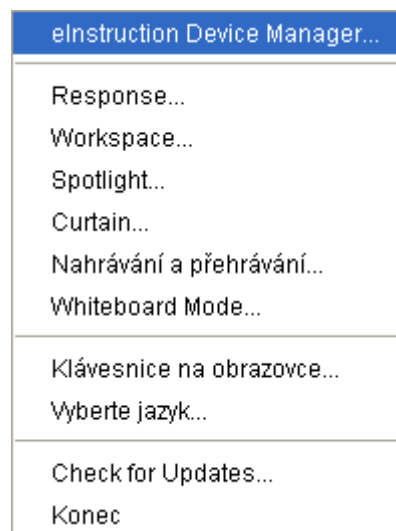 eInstruction Device Manager...
Response...
Workspace...
Spotlight...
Curtain...
Nahrávání a přehrávání...
Whiteboard Mode...
Klávesnice na obrazovce...
Vyberte jazyk...
Check for Updates...
Konec